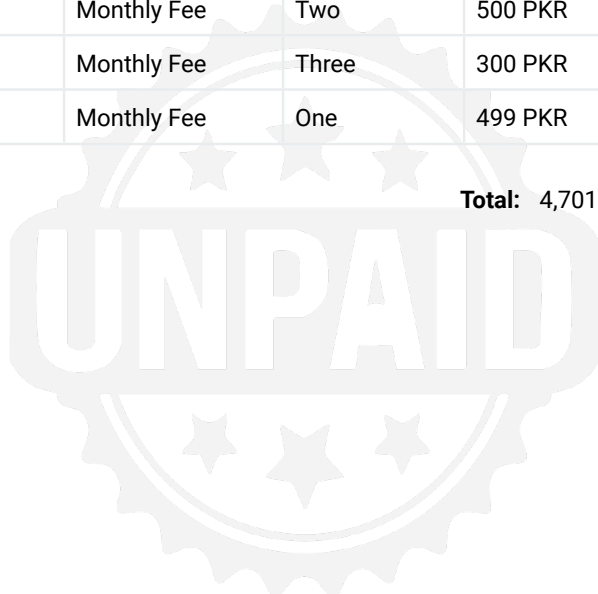 Monthly Fee Two 500 PKR
Monthly Fee Three 300 PKR
Monthly Fee One 499 PKR
Total: 4,701
UNPAID